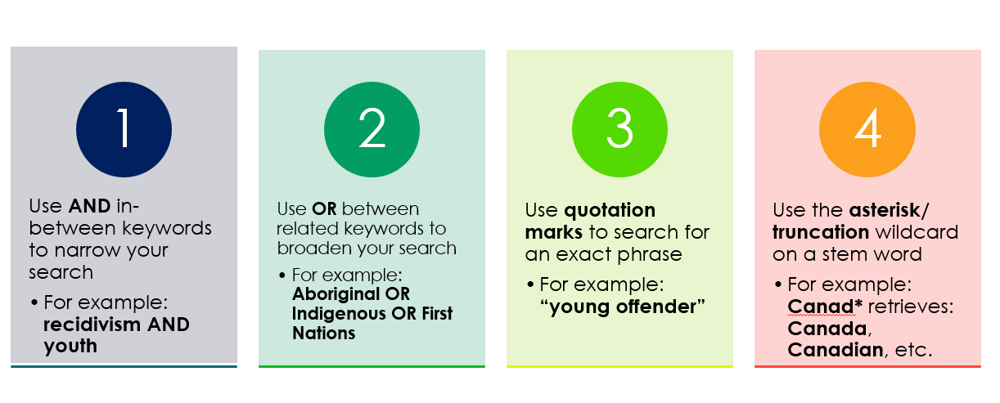 1
Use AND in-
between keywords
to narrow your
search
• For example:
recidivism AND
youth
2
Use OR between
related keywords to
broaden your search
• For example:
Aboriginal OR
Indigenous OR First
Nations
3
Use quotation
marks to search for
an exact phrase
• For example:
“young offender”
4
Use the asterisk/
truncation wildcard
on a stem word
• For example:
Canad* retrieves:
Canada,
Canadian, etc.